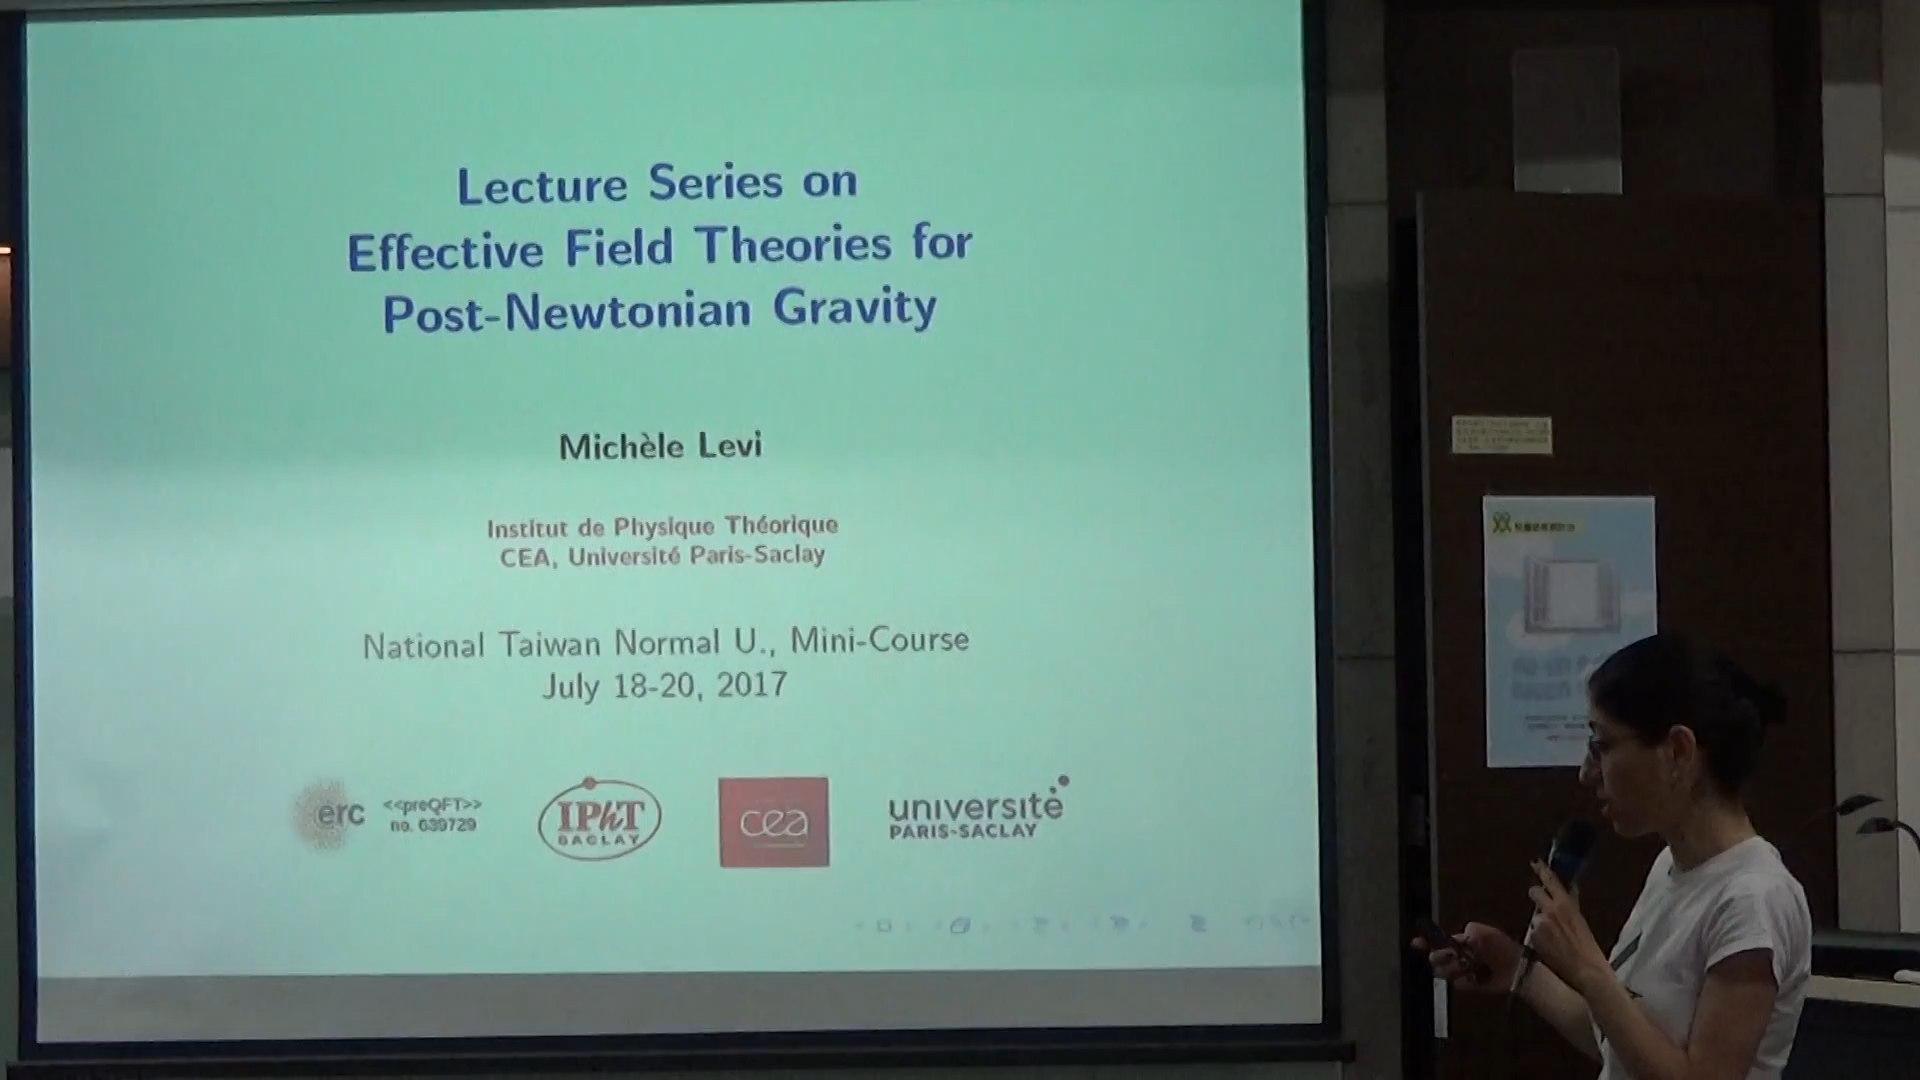 Lecture Series on
Effective Field Theories for
Post-Newtonian Gravity
Michèle Levi
Institut de Physique Théorique
CEA, Université Paris-Saclay
National Taiwan Normal U., Mini-Course
July 18-20, 2017
erc
<<preQFT>>
no. 639729
IPhT
SACLAY
cea
université
PARIS-SACLAY